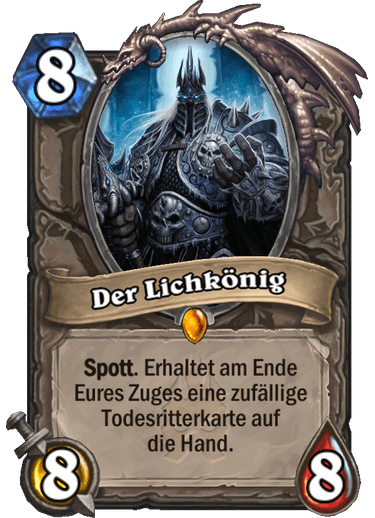 8
Der Lichkönig
Spott. Erhaltet am Ende
Eures Zuges eine zufällige
Todesritterkarte auf
die Hand.
8
8